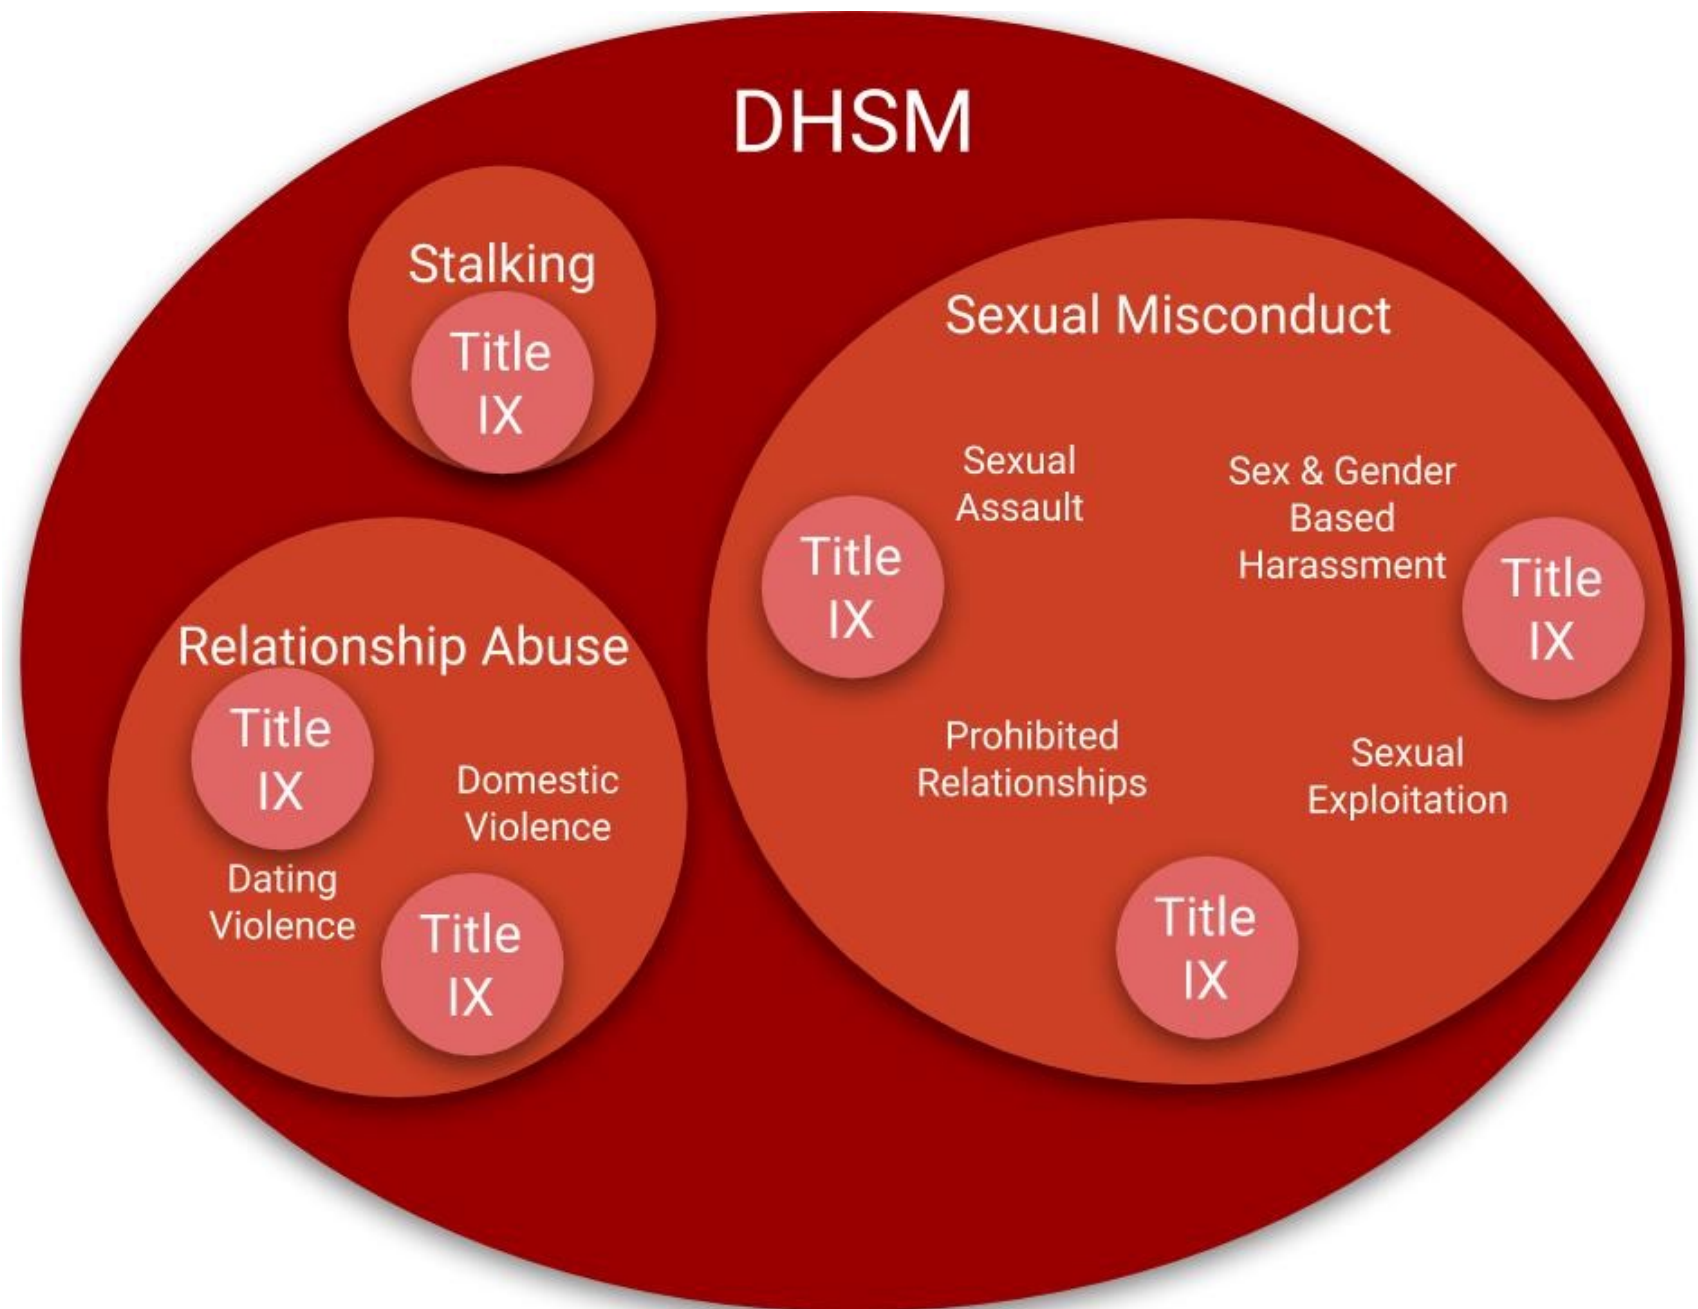 DHSM
Stalking
Title
IX
Sexual Misconduct
Sexual
Assault
Sex & Gender
Based
Harassment
Title
IX
Title
IX
Prohibited
Relationships
Sexual
Exploitation
Title
IX
Relationship Abuse
Title
IX
Domestic
Violence
Dating
Violence
Title
IX